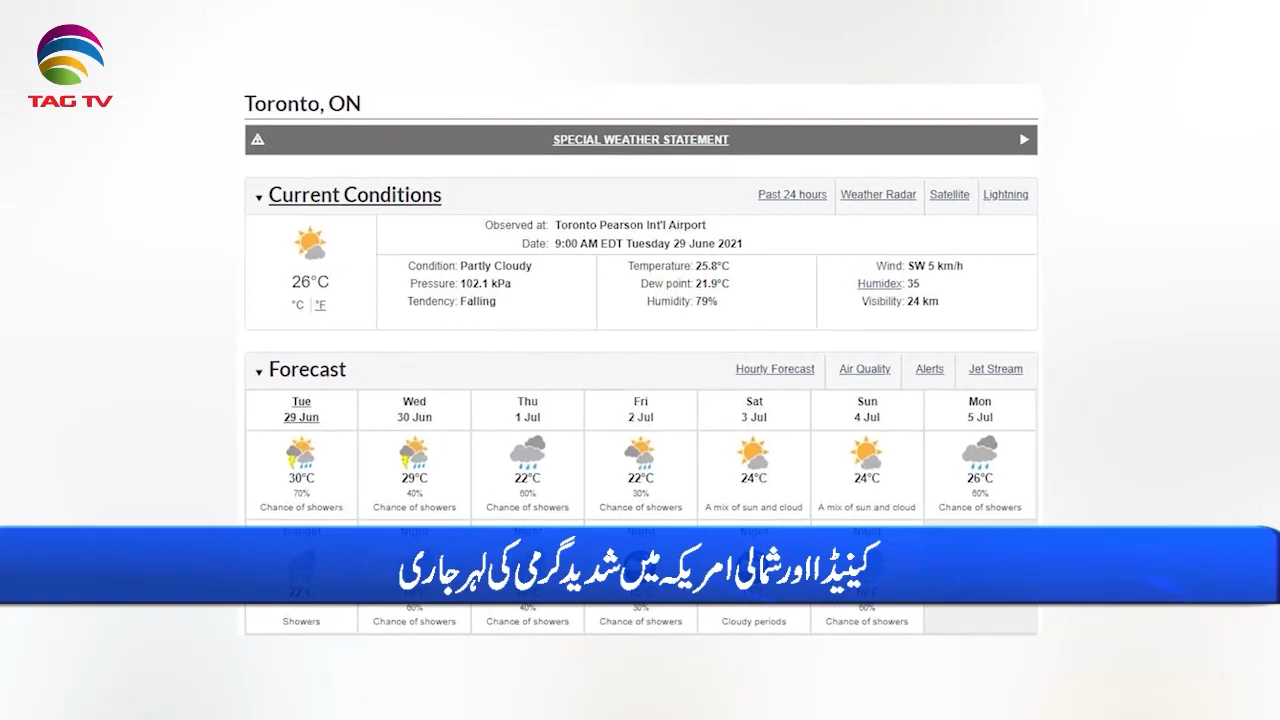 TAG TV
Toronto, ON
SPECIAL WEATHER STATEMENT
Current Conditions
Past 24 hours Weather Radar Satellite Lightning
26°C
°C °F
Observed at: Toronto Pearson Int'l Airport
Date: 9:00 AM EDT Tuesday 29 June 2021
Condition: Partly Cloudy
Pressure: 102.1 kPa
Tendency: Falling
Temperature: 25.8°C
Dew point: 21.9°C
Humidity: 79%
Wind: SW 5 km/h
Humidex: 35
Visibility: 24 km
Forecast
Hourly Forecast Air Quality Alerts Jet Stream
Tue Wed Thu Fri Sat Sun Mon
29 Jun 30 Jun 1 Jul 2 Jul 3 Jul 4 Jul 5 Jul
30°C 29°C 22°C 22°C 24°C 24°C 26°C
70% 40% 60% 30% 60%
Chance of showers Chance of showers Chance of showers Chance of showers A mix of sun and cloud A mix of sun and cloud Chance of showers
کینیڈا اور شمالی امریکہ میں شدید گرمی کی لہر جاری
60% 40% 30% 60%
Showers Chance of showers Chance of showers Chance of showers Cloudy periods Chance of showers